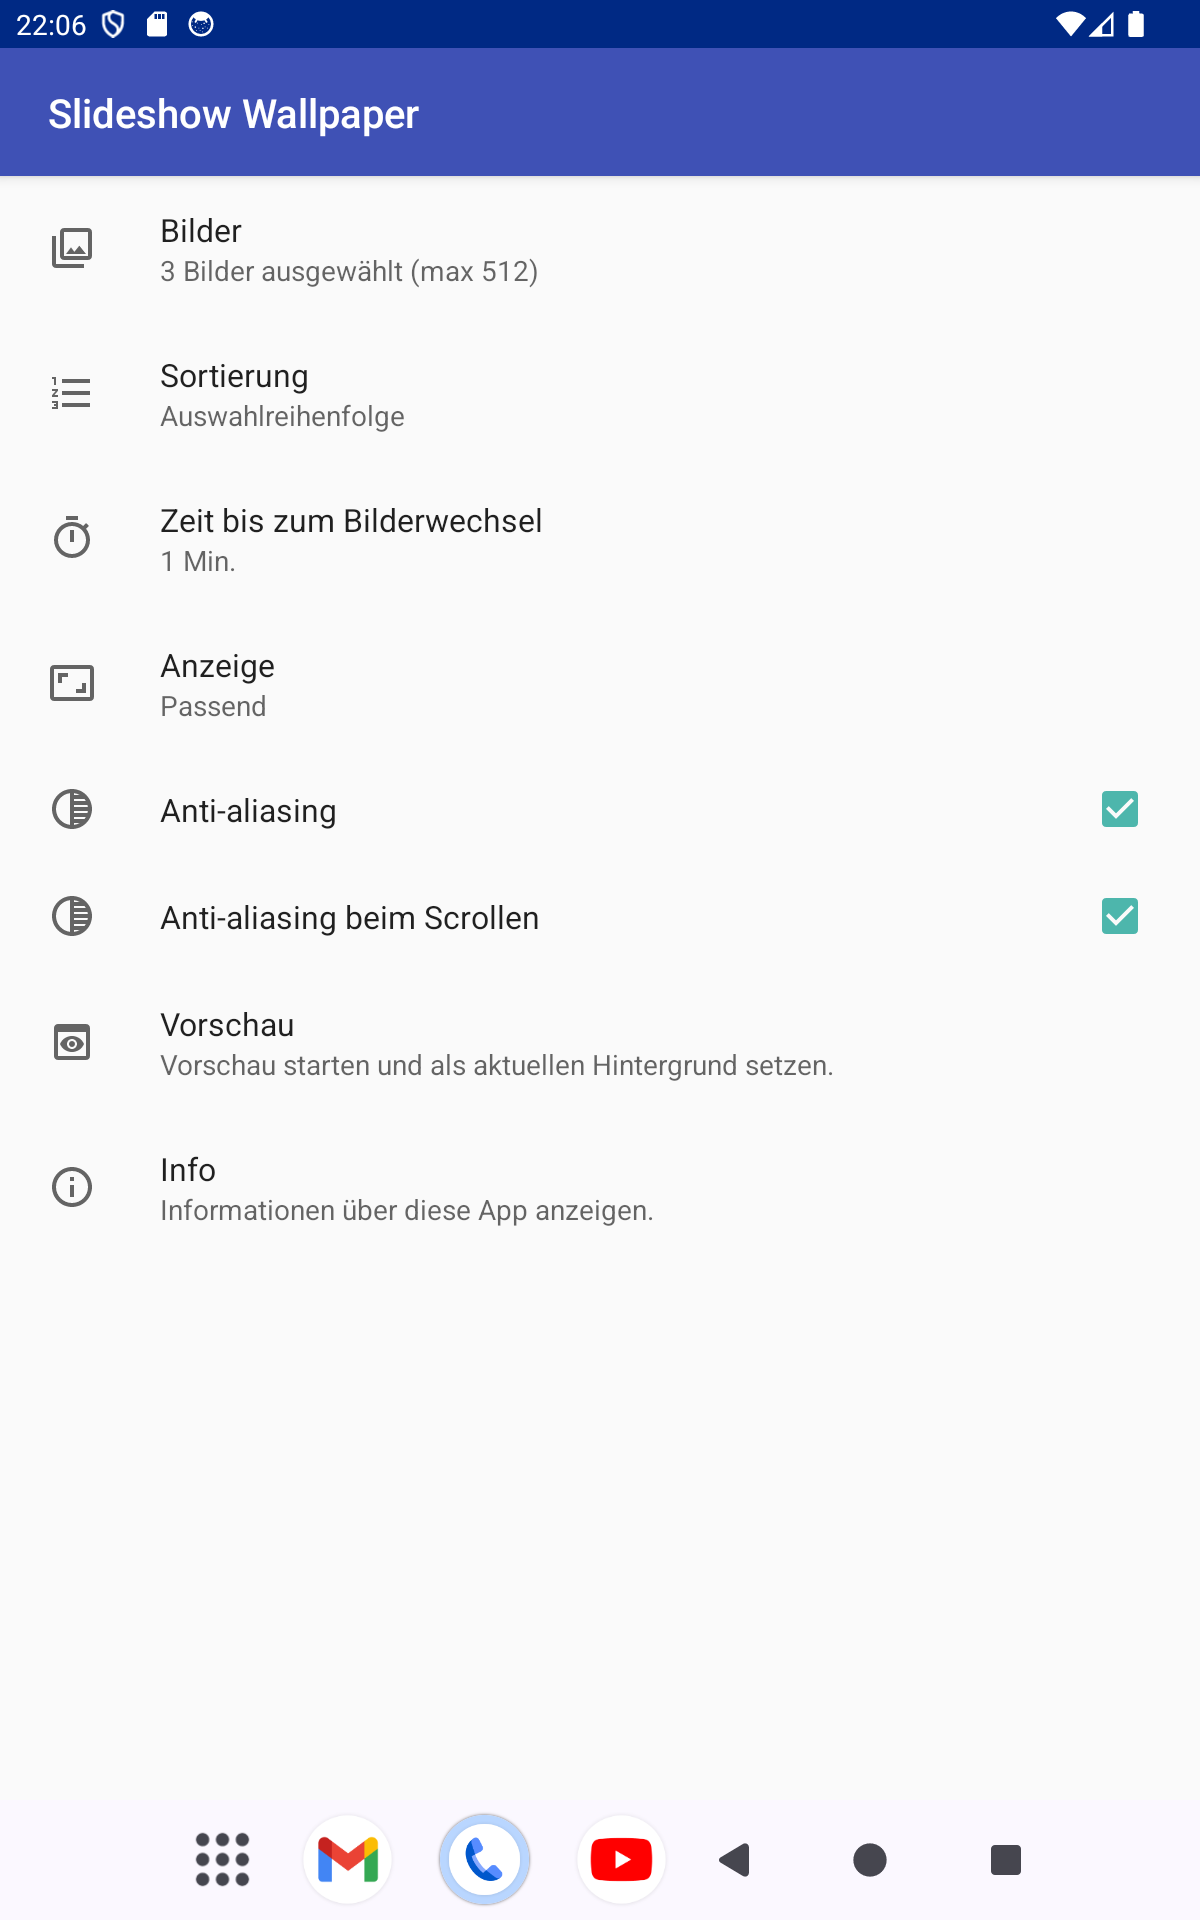 22:06
Slideshow Wallpaper
Bilder
3 Bilder ausgewählt (max 512)
Sortierung
Auswahlreihenfolge
Zeit bis zum Bilderwechsel
1 Min.
Anzeige
Passend
Anti-aliasing
Anti-aliasing beim Scrollen
Vorschau
Vorschau starten und als aktuellen Hintergrund setzen.
Info
Informationen über diese App anzeigen.